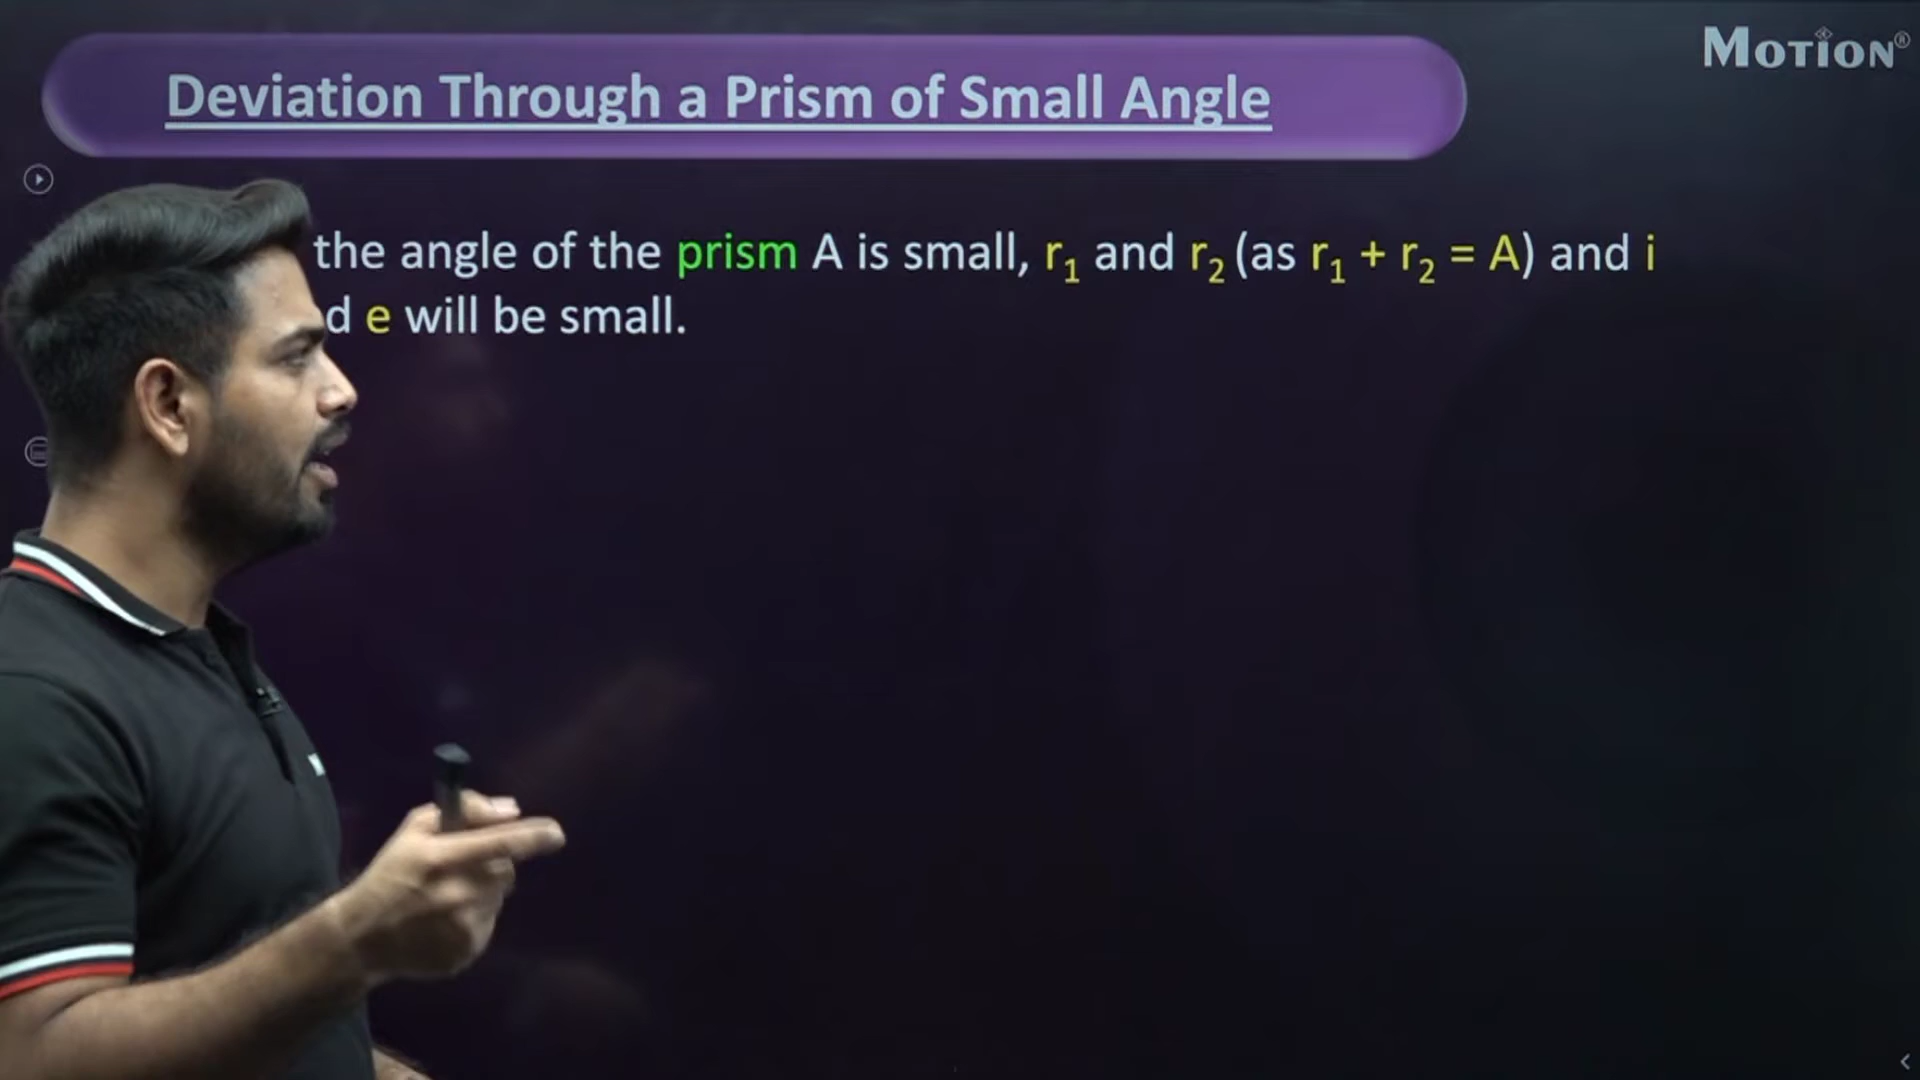 MOTION®
Deviation Through a Prism of Small Angle
the angle of the prism A is small, r₁ and r₂ (as r₁ + r₂ = A) and i
e will be small.